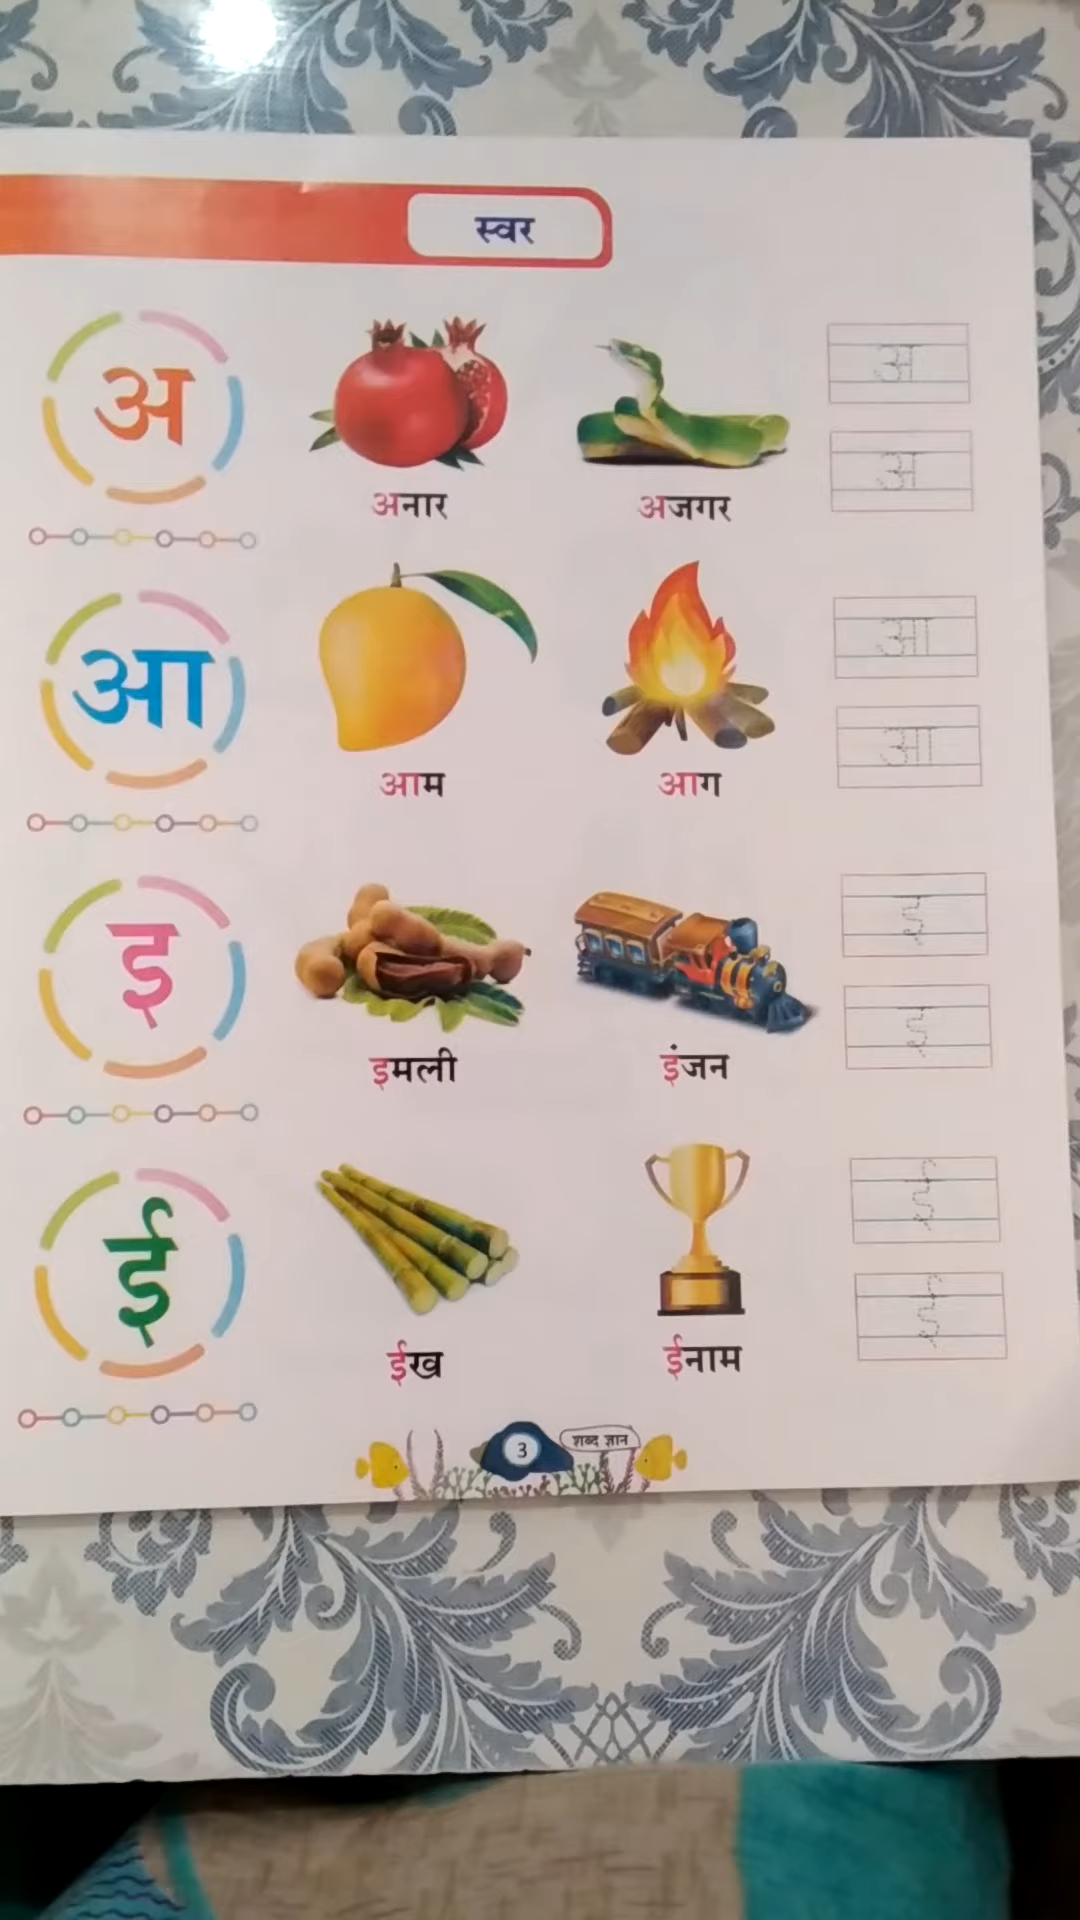 स्वर
अ
अनार अजगर
अ
अ
आ
आम आग
आ
आ
इ
इमली इंजन
इ
इ
ई
ईख ईनाम
ई
ई
3 शब्द ज्ञान